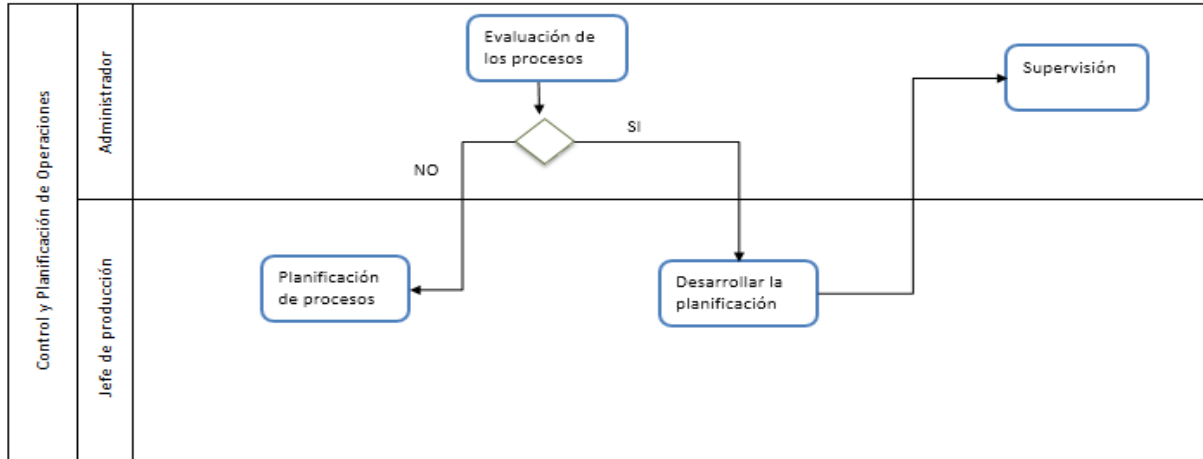 Control y Planificación de Operaciones
Administrador
Evaluación de
los procesos
Supervisión
SI
NO
Jefe de producción
Planificación
de procesos
Desarrollar la
planificación